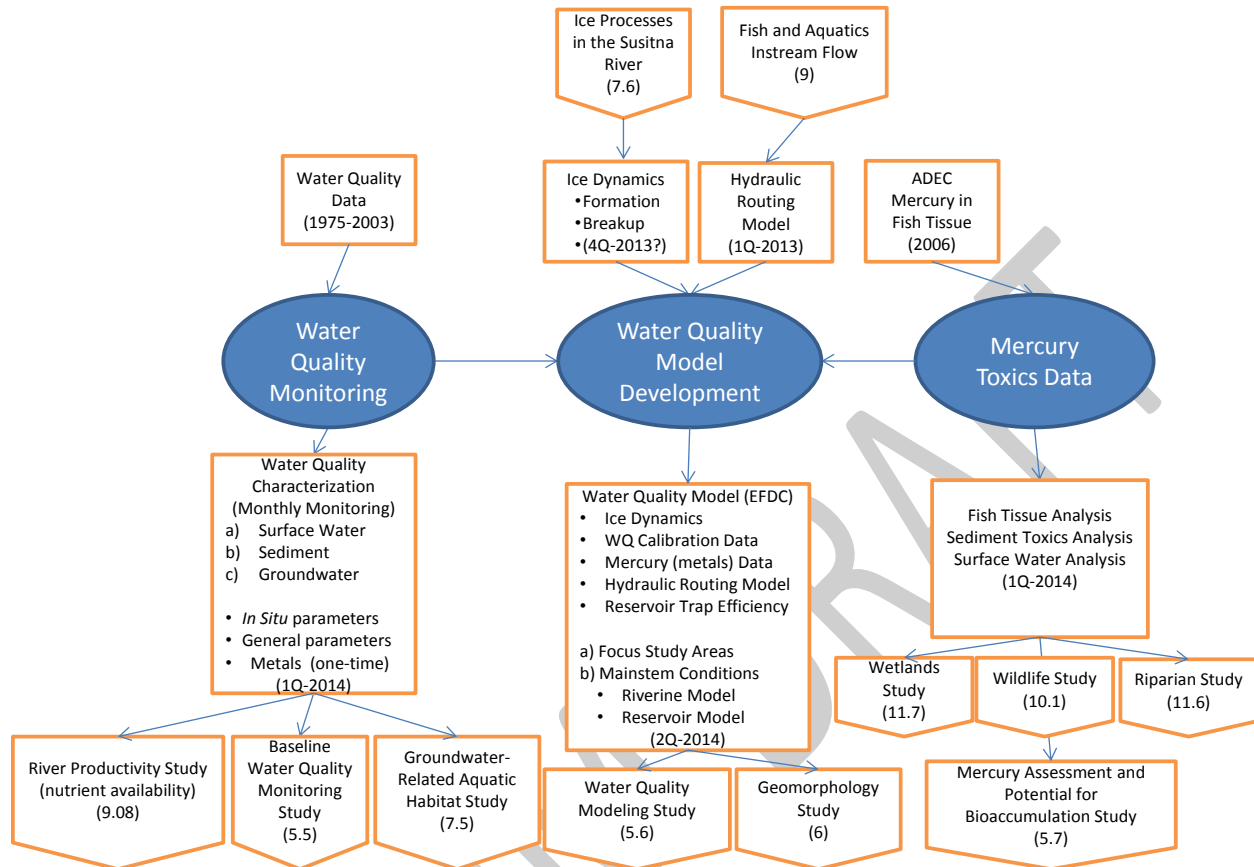 Ice Processes
in the Susitna
River
(7.6)
Fish and Aquatics
Instream Flow
(9)
Water Quality
Data
(1975-2003)
Ice Dynamics
•Formation
•Breakup
•(4Q-2013?)
Hydraulic
Routing
Model
(1Q-2013)
ADEC
Mercury in
Fish Tissue
(2006)
Water
Quality
Monitoring
Water Quality
Model
Development
Mercury
Toxics Data
Water Quality
Characterization
(Monthly Monitoring)
a) Surface Water
b) Sediment
c) Groundwater
• In Situ parameters
• General parameters
• Metals (one-time)
(1Q-2014)
Water Quality Model (EFDC)
• Ice Dynamics
• WQ Calibration Data
• Mercury (metals) Data
• Hydraulic Routing Model
• Reservoir Trap Efficiency
a) Focus Study Areas
b) Mainstem Conditions
• Riverine Model
• Reservoir Model
(2Q-2014)
Fish Tissue Analysis
Sediment Toxics Analysis
Surface Water Analysis
(1Q-2014)
Wetlands
Study
(11.7)
Wildlife Study
(10.1)
Riparian Study
(11.6)
River Productivity Study
(nutrient availability)
(9.08)
Baseline
Water Quality
Monitoring
Study
(5.5)
Groundwater-
Related Aquatic
Habitat Study
(7.5)
Water Quality
Modeling Study
(5.6)
Geomorphology
Study
(6)
Mercury Assessment and
Potential for
Bioaccumulation Study
(5.7)
DRAFT